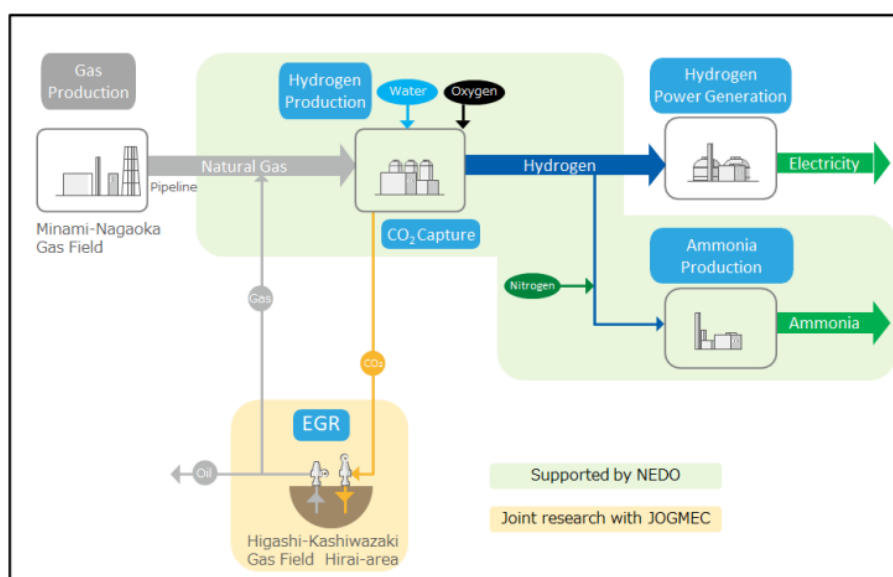 Gas
Production
Hydrogen
Production
Water
Oxygen
Hydrogen
Power Generation
Natural Gas
Pipeline
Hydrogen
Electricity
Minami-Nagaoka
Gas Field
CO₂ Capture
Ammonia
Production
Nitrogen
Gas
Ammonia
CO₂
EGR
Oil
Supported by NEDO
Joint research with JOGMEC
Higashi-Kashiwazaki
Gas Field Hirai-area